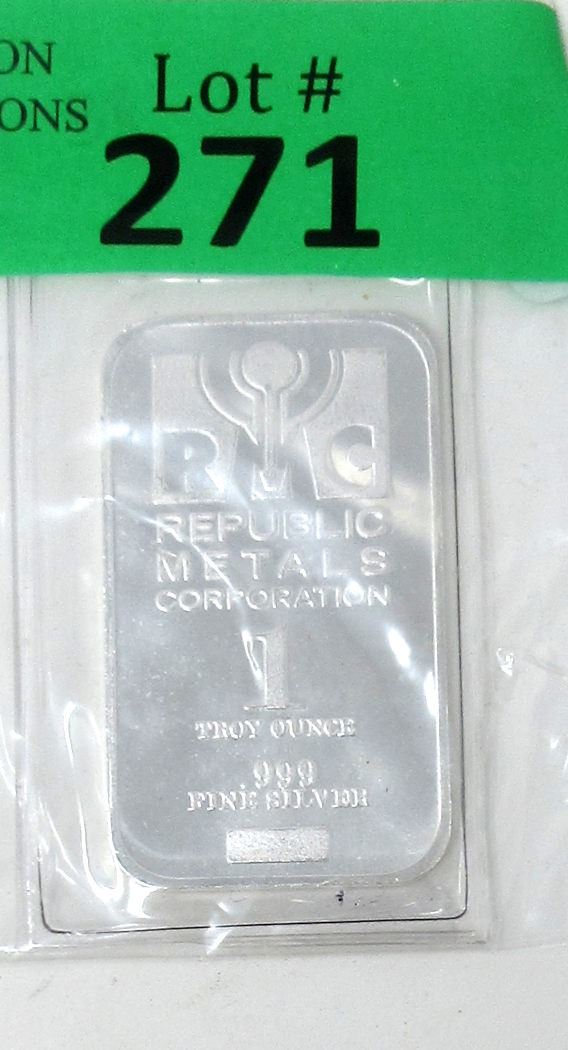 ON
ONS
Lot #
271
RMC
REPUBLIC
METALS
CORPORATION
1
TROY OUNCE
999
FINE SILVER